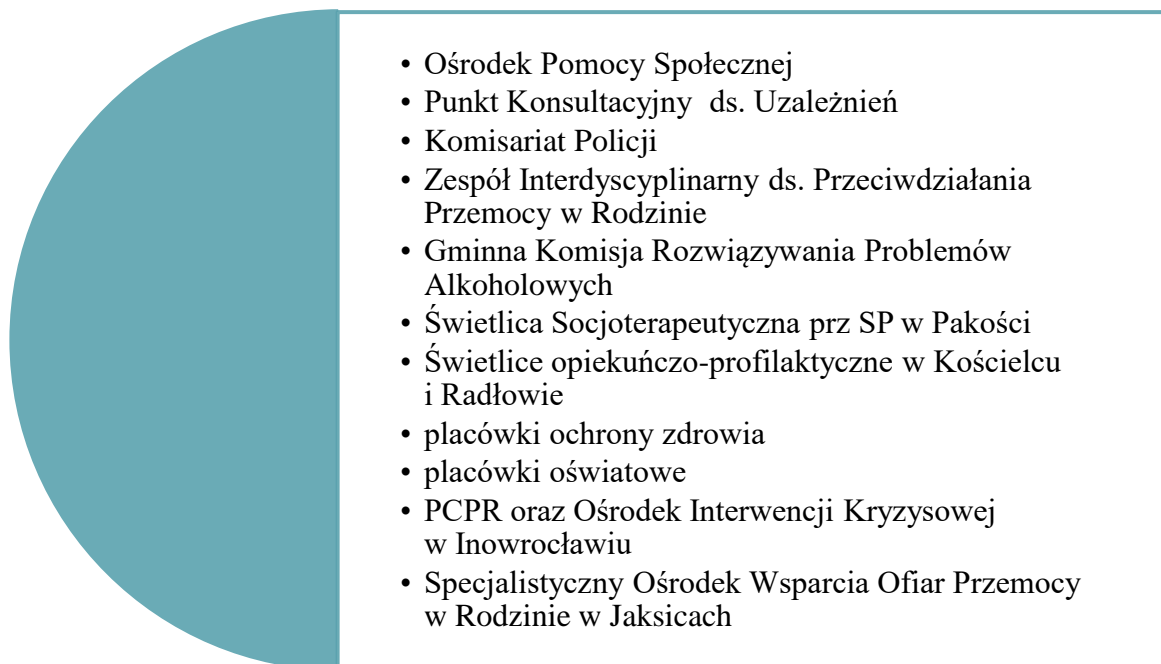 • Ośrodek Pomocy Społecznej
• Punkt Konsultacyjny  ds. Uzależnień
• Komisariat Policji
• Zespół Interdyscyplinarny ds. Przeciwdziałania
Przemocy w Rodzinie
• Gminna Komisja Rozwiązywania Problemów
Alkoholowych
• Świetlica Socjoterapeutyczna prz SP w Pakości
• Świetlice opiekuńczo-profilaktyczne w Kościelcu
i Radłowie
• placówki ochrony zdrowia
• placówki oświatowe
• PCPR oraz Ośrodek Interwencji Kryzysowej
w Inowrocławiu
• Specjalistyczny Ośrodek Wsparcia Ofiar Przemocy
w Rodzinie w Jaksicach